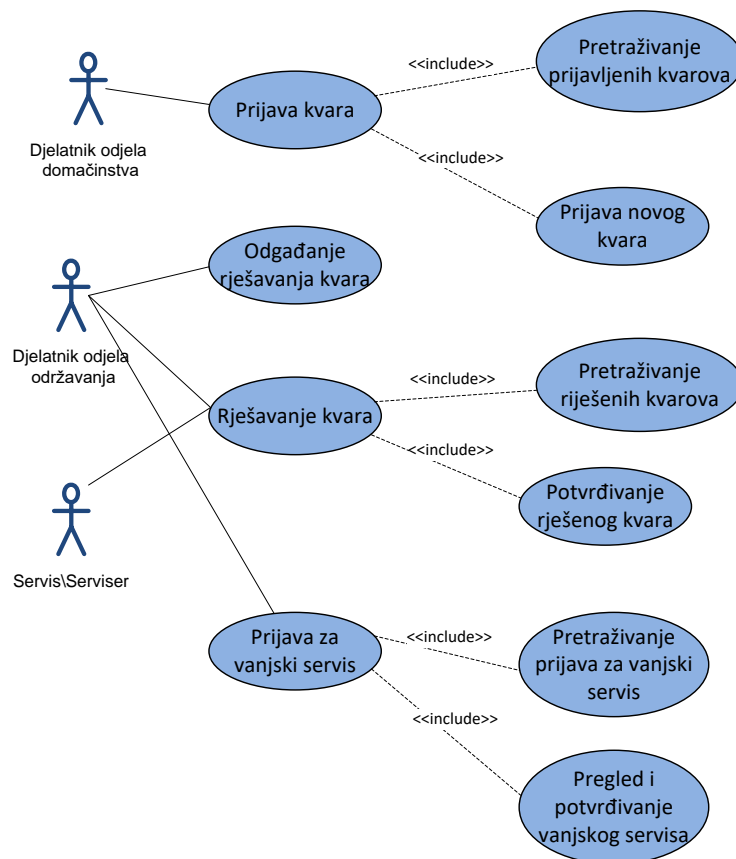 Pretraživanje
prijavljenih kvarova
<<include>>
Prijava kvara
Djelatnik odjela
domačinstva
<<include>>
Prijava novog
kvara
Odgađanje
rješavanja kvara
Djelatnik odjela
održavanja
Pretraživanje
riješenih kvarova
<<include>>
Rješavanje kvara
<<include>>
Potvrđivanje
rješenog kvara
Servis\Serviser
Prijava za
vanjski servis
<<include>>
Pretraživanje
prijava za vanjski
servis
<<include>>
Pregled i
potvrđivanje
vanjskog servisa